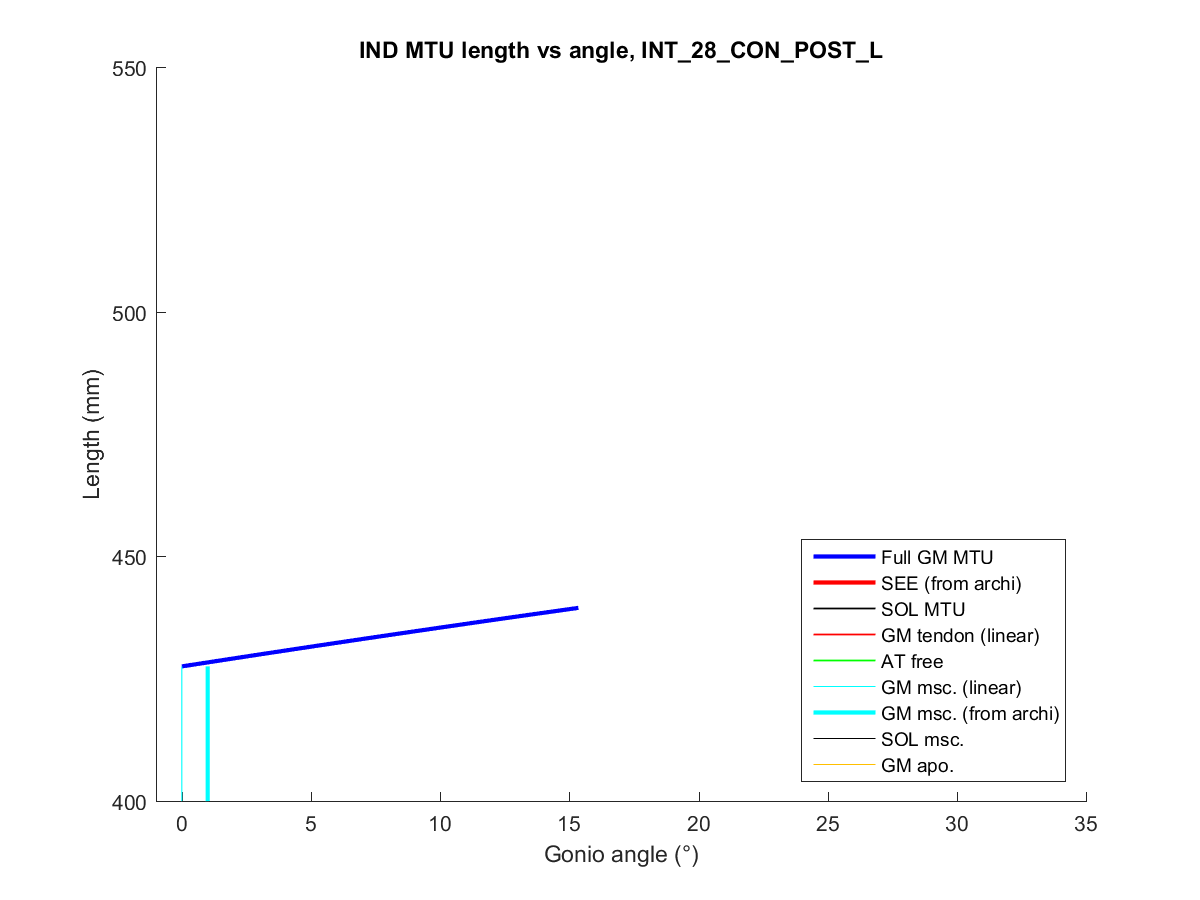 IND MTU length vs angle, INT_28_CON_POST_L
550
500
450
400
Length (mm)
0 5 10 15 20 25 30 35
Gonio angle (°)
Full GM MTU
SEE (from archi)
SOL MTU
GM tendon (linear)
AT free
GM msc. (linear)
GM msc. (from archi)
SOL msc.
GM apo.